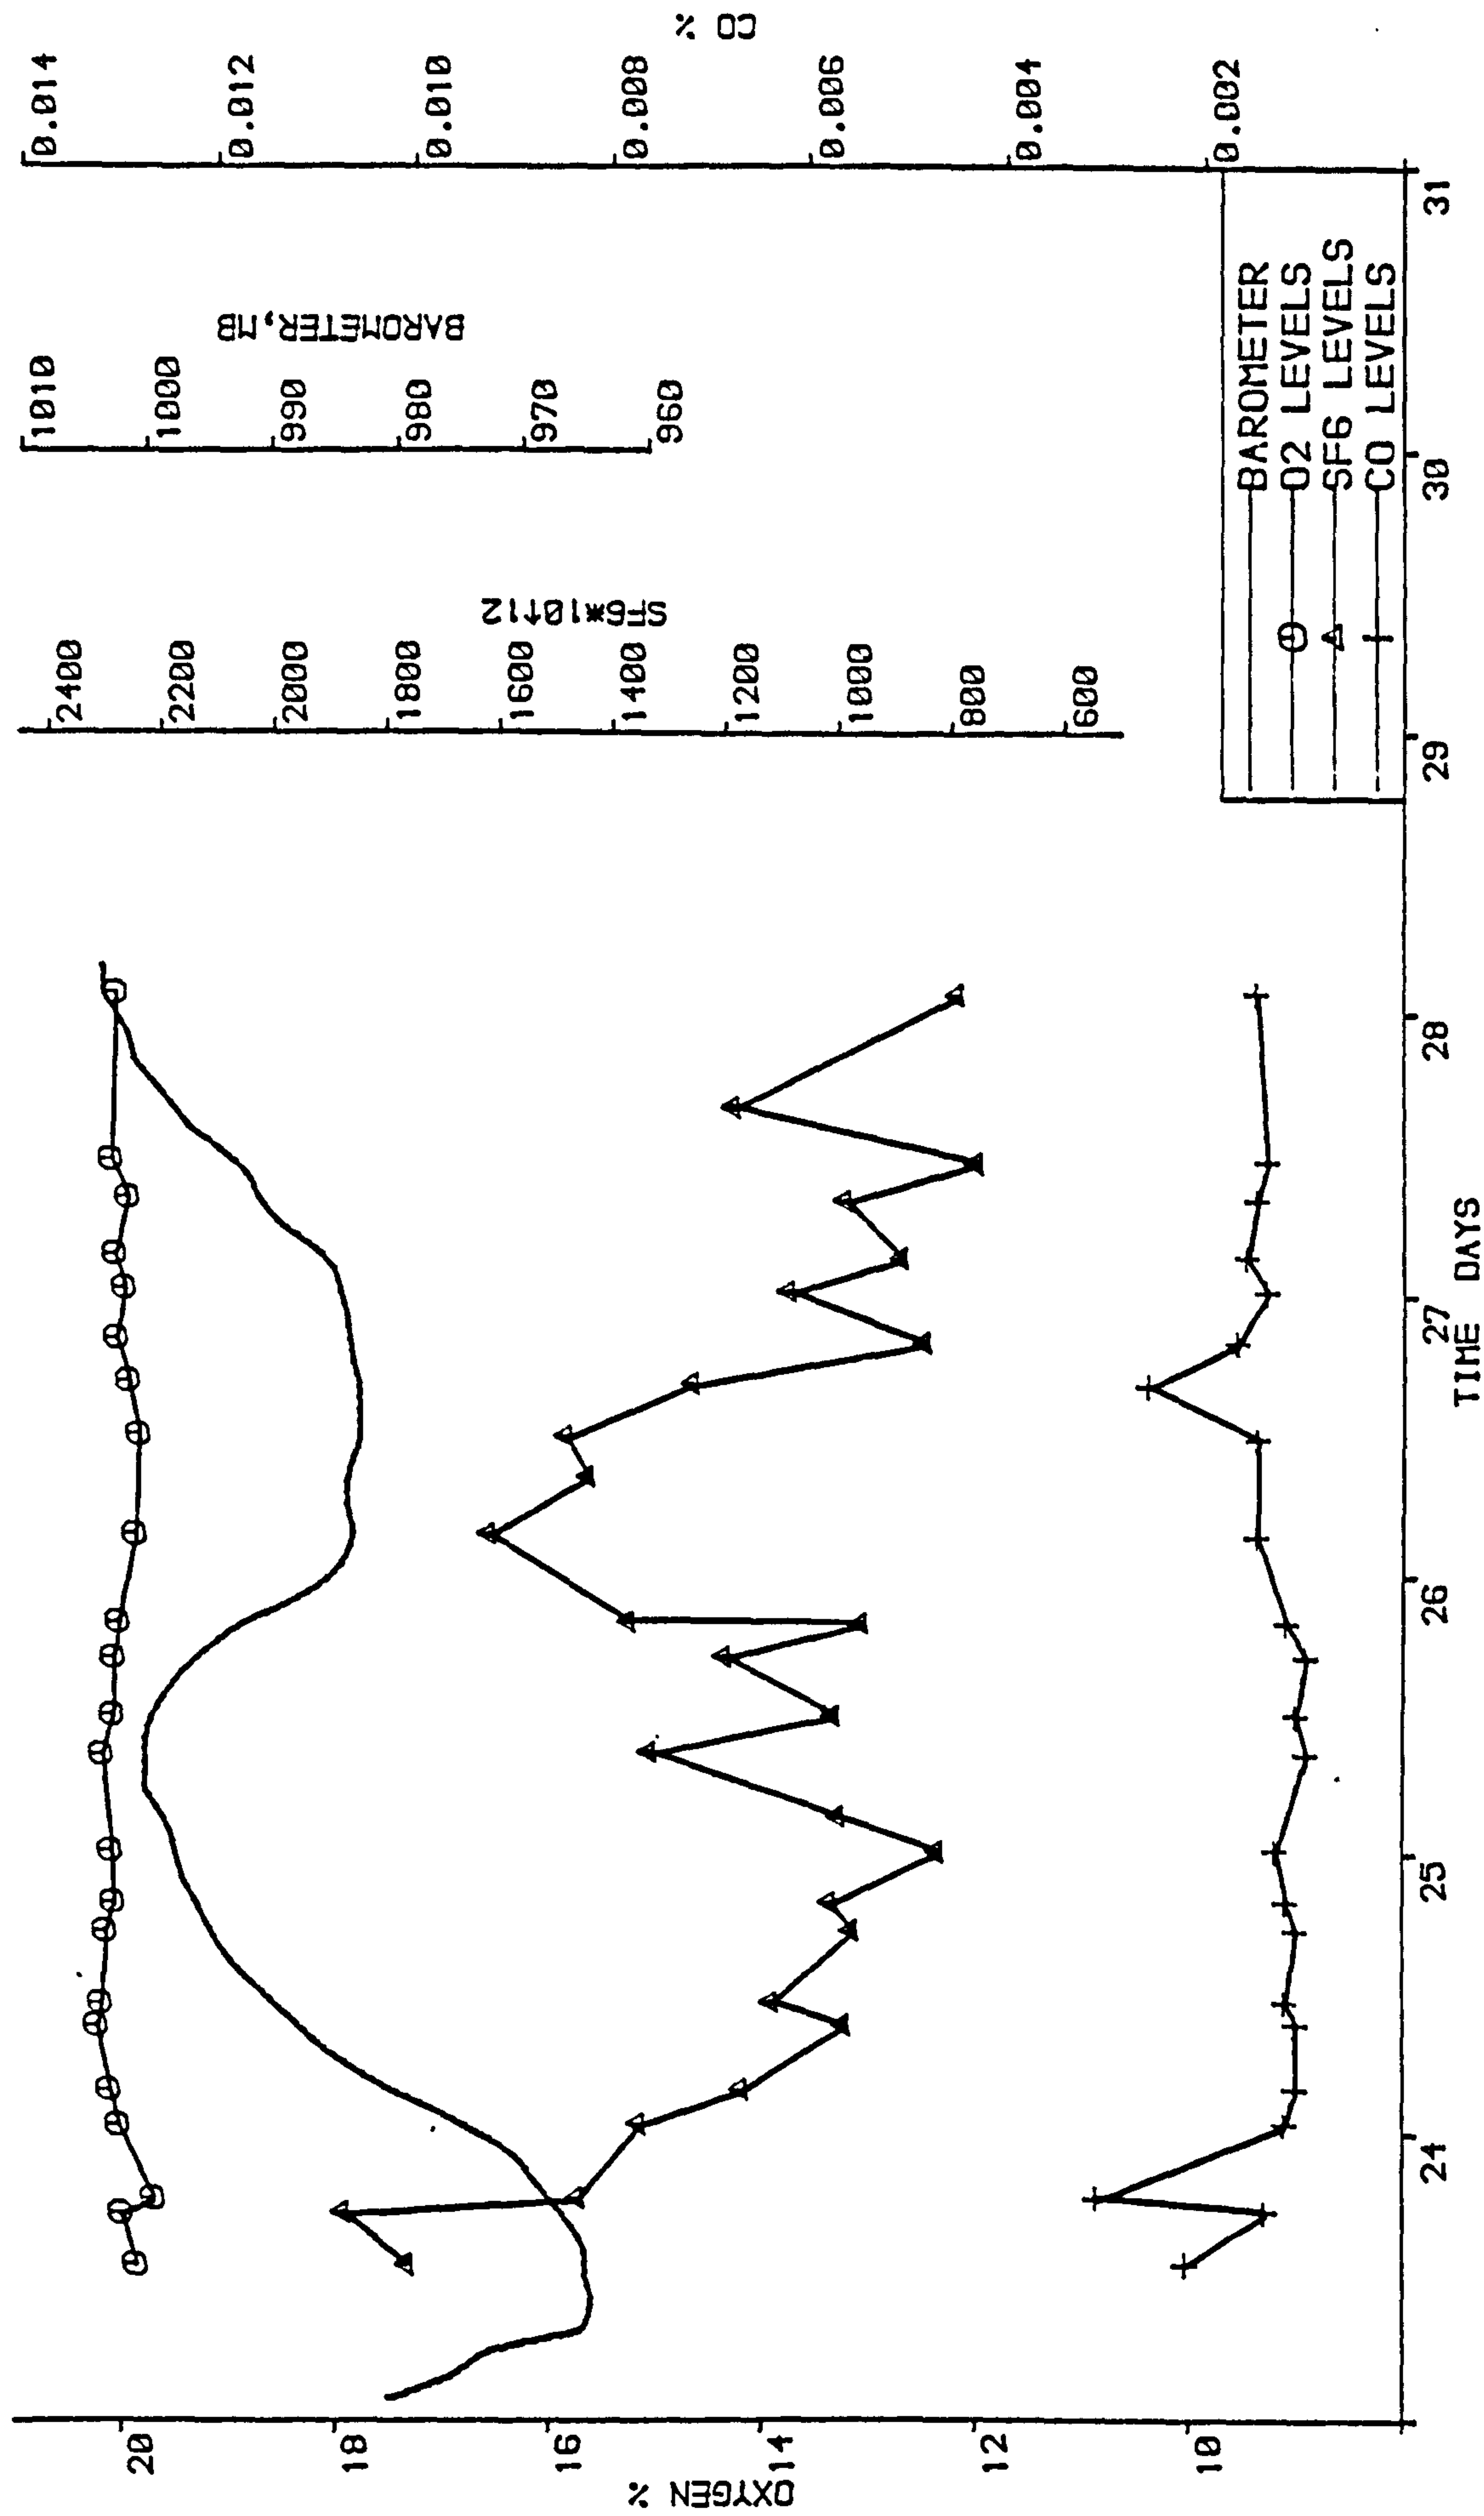 OXYGEN %
20
18
16
14
12
10
SF6*10↑12
2400
2200
2000
1800
1600
1400
1200
1000
800
600
BAROMETER,MB
1010
1000
990
980
970
960
CO %
0.014
0.012
0.010
0.008
0.006
0.004
0.002
BAROMETER
O2 LEVELS
SF6 LEVELS
CO LEVELS
24 25 26 27 28 29 30 31
TIME DAYS